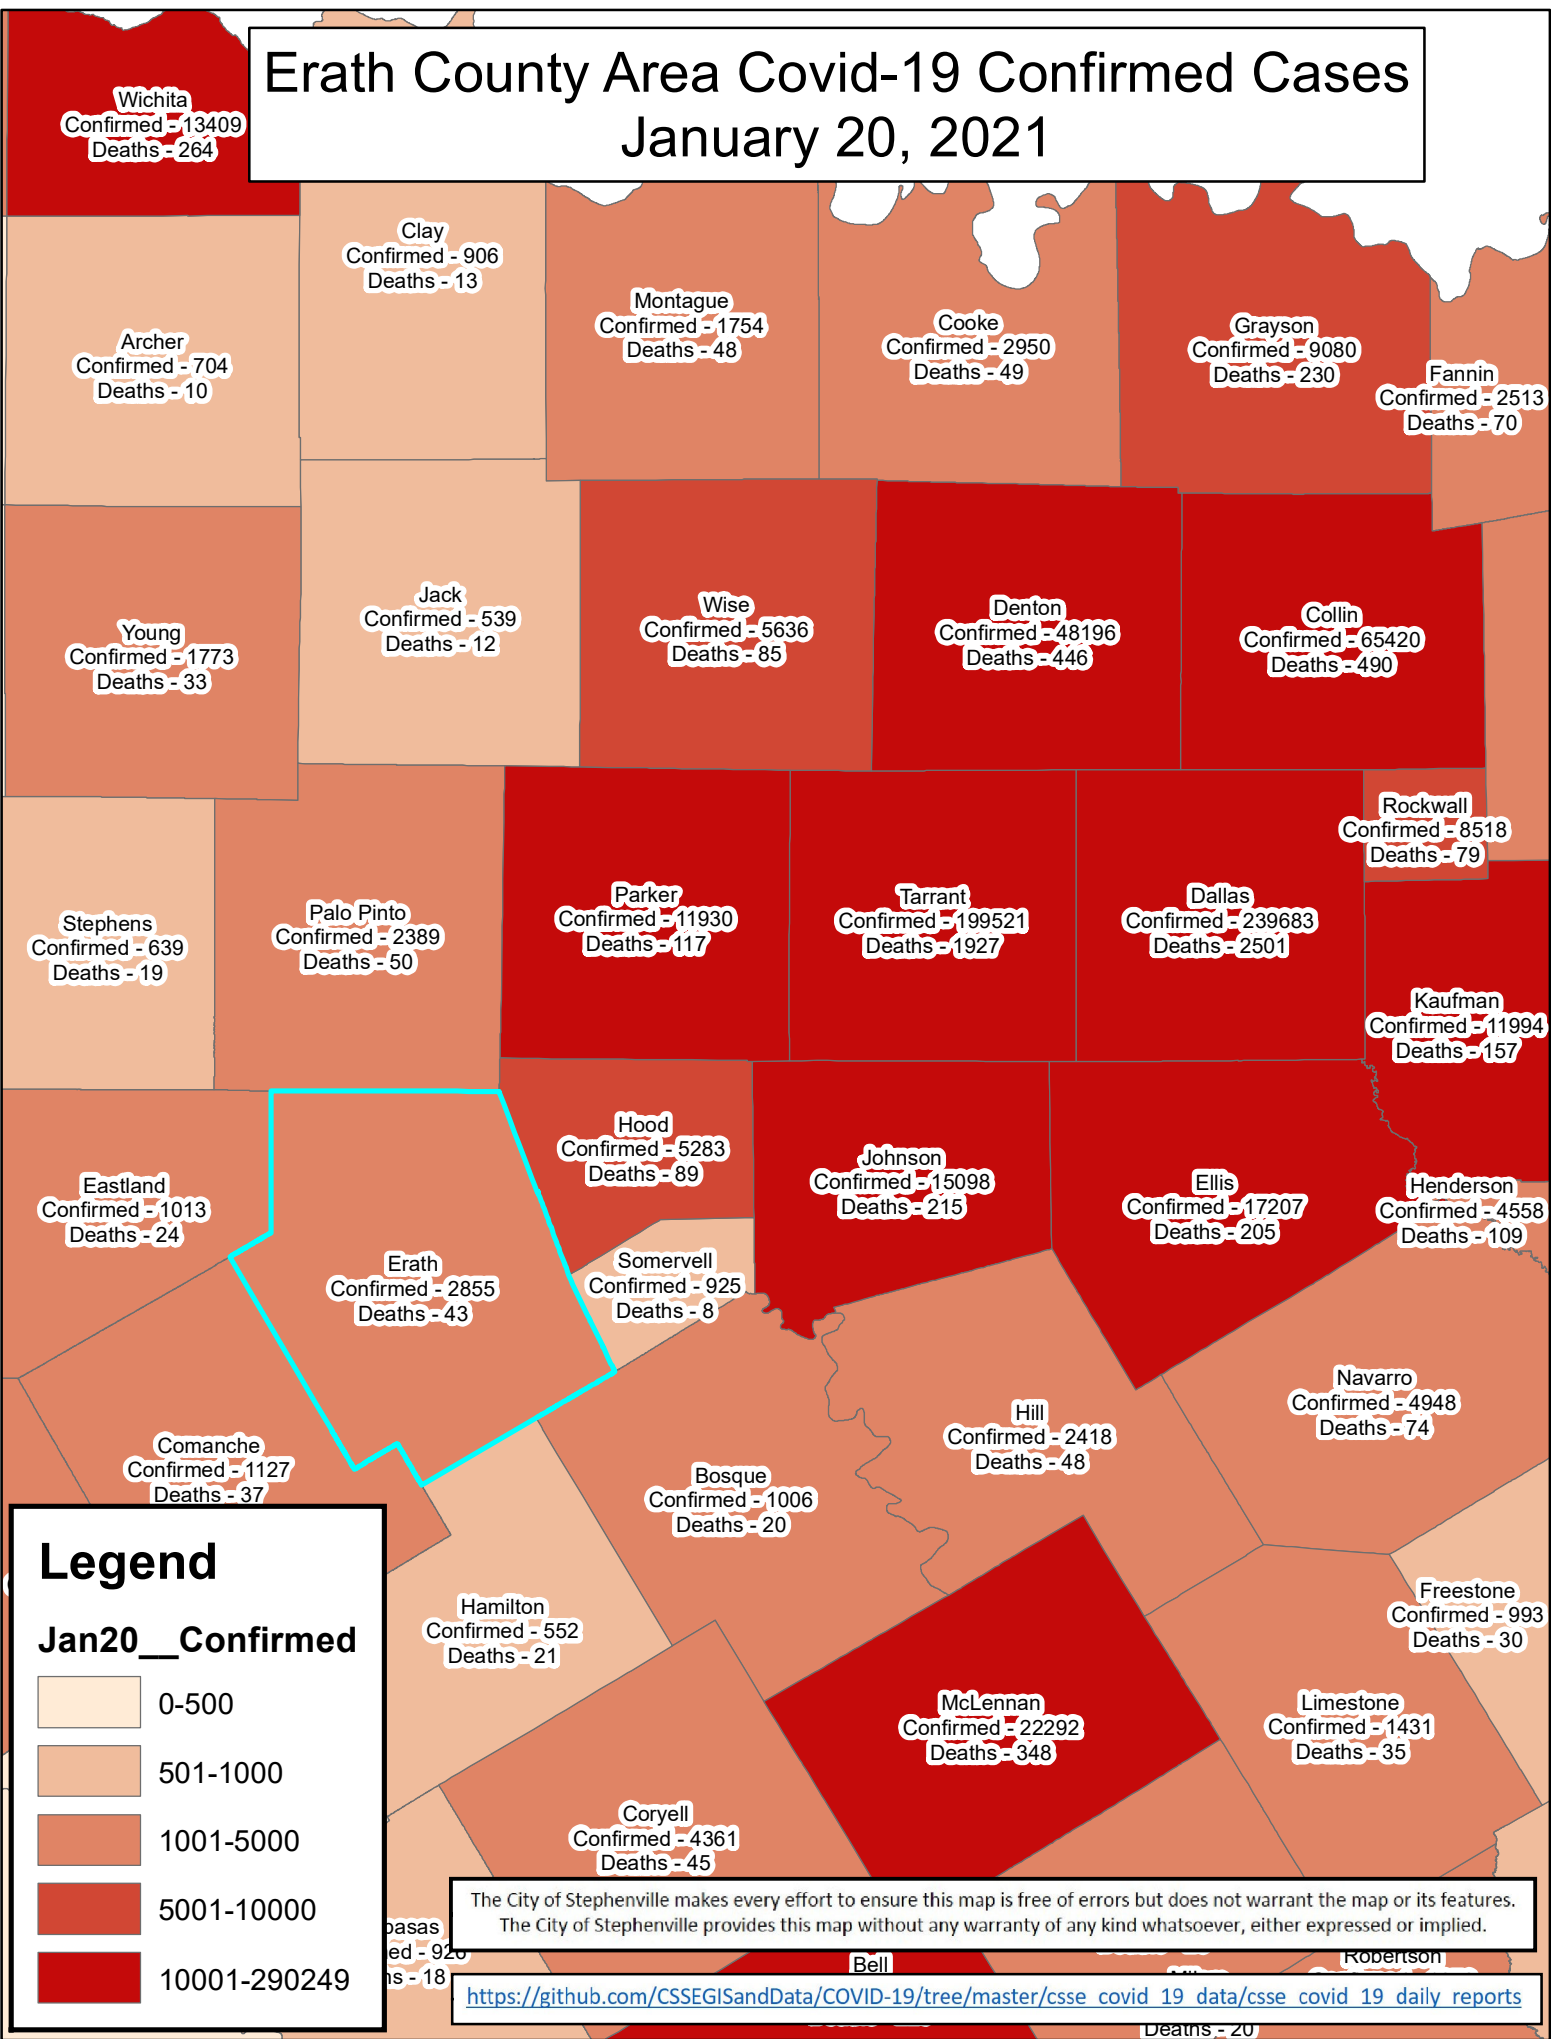 Erath County Area Covid-19 Confirmed Cases
January 20, 2021
Wichita
Confirmed - 13409
Deaths - 264
Clay
Confirmed - 906
Deaths - 13
Montague
Confirmed - 1754
Deaths - 48
Cooke
Confirmed - 2950
Deaths - 49
Grayson
Confirmed - 9080
Deaths - 230
Fannin
Confirmed - 2513
Deaths - 70
Archer
Confirmed - 704
Deaths - 10
Young
Confirmed - 1773
Deaths - 33
Jack
Confirmed - 539
Deaths - 12
Wise
Confirmed - 5636
Deaths - 85
Denton
Confirmed - 48196
Deaths - 446
Collin
Confirmed - 65420
Deaths - 490
Rockwall
Confirmed - 8518
Deaths - 79
Stephens
Confirmed - 639
Deaths - 19
Palo Pinto
Confirmed - 2389
Deaths - 50
Parker
Confirmed - 11930
Deaths - 117
Tarrant
Confirmed - 199521
Deaths - 1927
Dallas
Confirmed - 239683
Deaths - 2501
Kaufman
Confirmed - 11994
Deaths - 157
Eastland
Confirmed - 1013
Deaths - 24
Erath
Confirmed - 2855
Deaths - 43
Hood
Confirmed - 5283
Deaths - 89
Somervell
Confirmed - 925
Deaths - 8
Johnson
Confirmed - 15098
Deaths - 215
Ellis
Confirmed - 17207
Deaths - 205
Henderson
Confirmed - 4558
Deaths - 109
Navarro
Confirmed - 4948
Deaths - 74
Hill
Confirmed - 2418
Deaths - 48
Comanche
Confirmed - 1127
Deaths - 37
Bosque
Confirmed - 1006
Deaths - 20
Hamilton
Confirmed - 552
Deaths - 21
Freestone
Confirmed - 993
Deaths - 30
McLennan
Confirmed - 22292
Deaths - 348
Limestone
Confirmed - 1431
Deaths - 35
Coryell
Confirmed - 4361
Deaths - 45
Legend
Jan20__Confirmed
0-500
501-1000
1001-5000
5001-10000
10001-290249
pasas
ed - 926
ns - 18
The City of Stephenville makes every effort to ensure this map is free of errors but does not warrant the map or its features.
The City of Stephenville provides this map without any warranty of any kind whatsoever, either expressed or implied.
Bell
Robertson
https://github.com/CSSEGISandData/COVID-19/tree/master/csse_covid_19_data/csse_covid_19_daily_reports
Deaths - 20